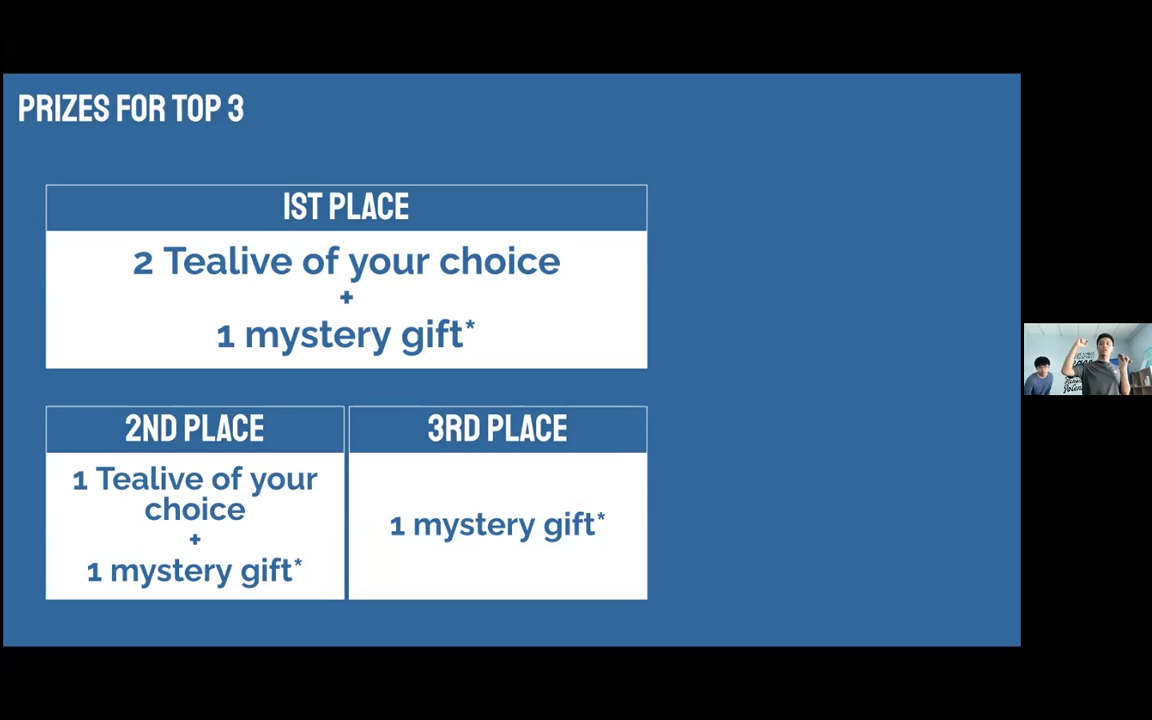 PRIZES FOR TOP 3
1ST PLACE
2 Tealive of your choice
+
1 mystery gift*
2ND PLACE
1 Tealive of your
choice
+
1 mystery gift*
3RD PLACE
1 mystery gift*